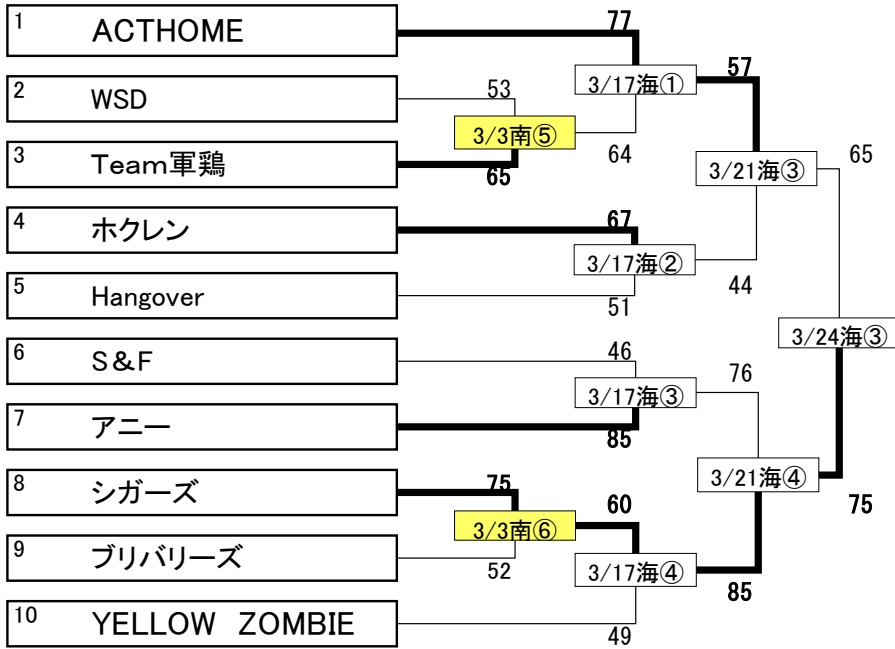 77
1 ACTHOME
57
3/17海①
2 WSD
53
3/3南⑤
64
65
3 Team軍鶏
65
3/21海③
4 ホクレン
67
3/17海②
44
5 Hangover
51
3/24海③
6 S&F
46
76
3/17海③
7 アニー
85
3/21海④
8 シガーズ
75
60
75
3/3南⑥
9 ブリバリーズ
52
3/17海④
85
10 YELLOW ZOMBIE
49